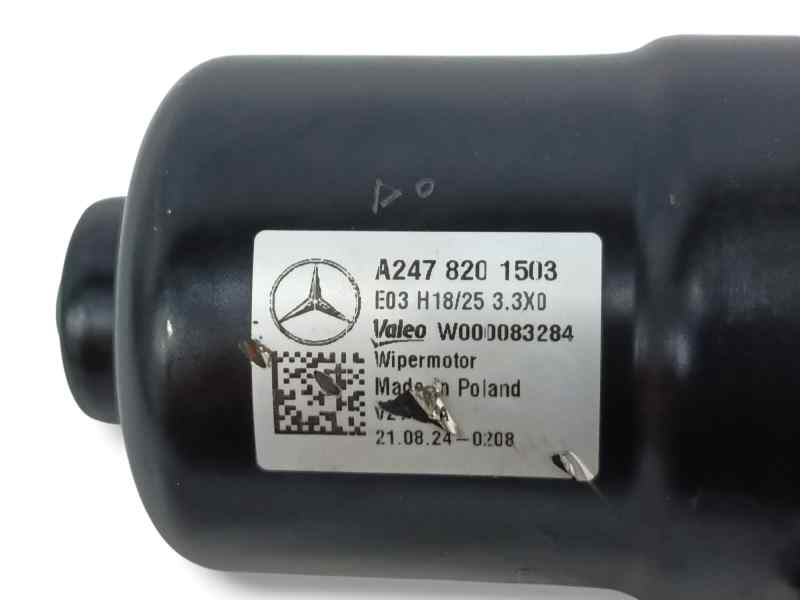 A247 820 1503
E03 H18/25 3.3X0
Valeo W000083284
Wipermotor
Made in Poland
21.08.24-0208